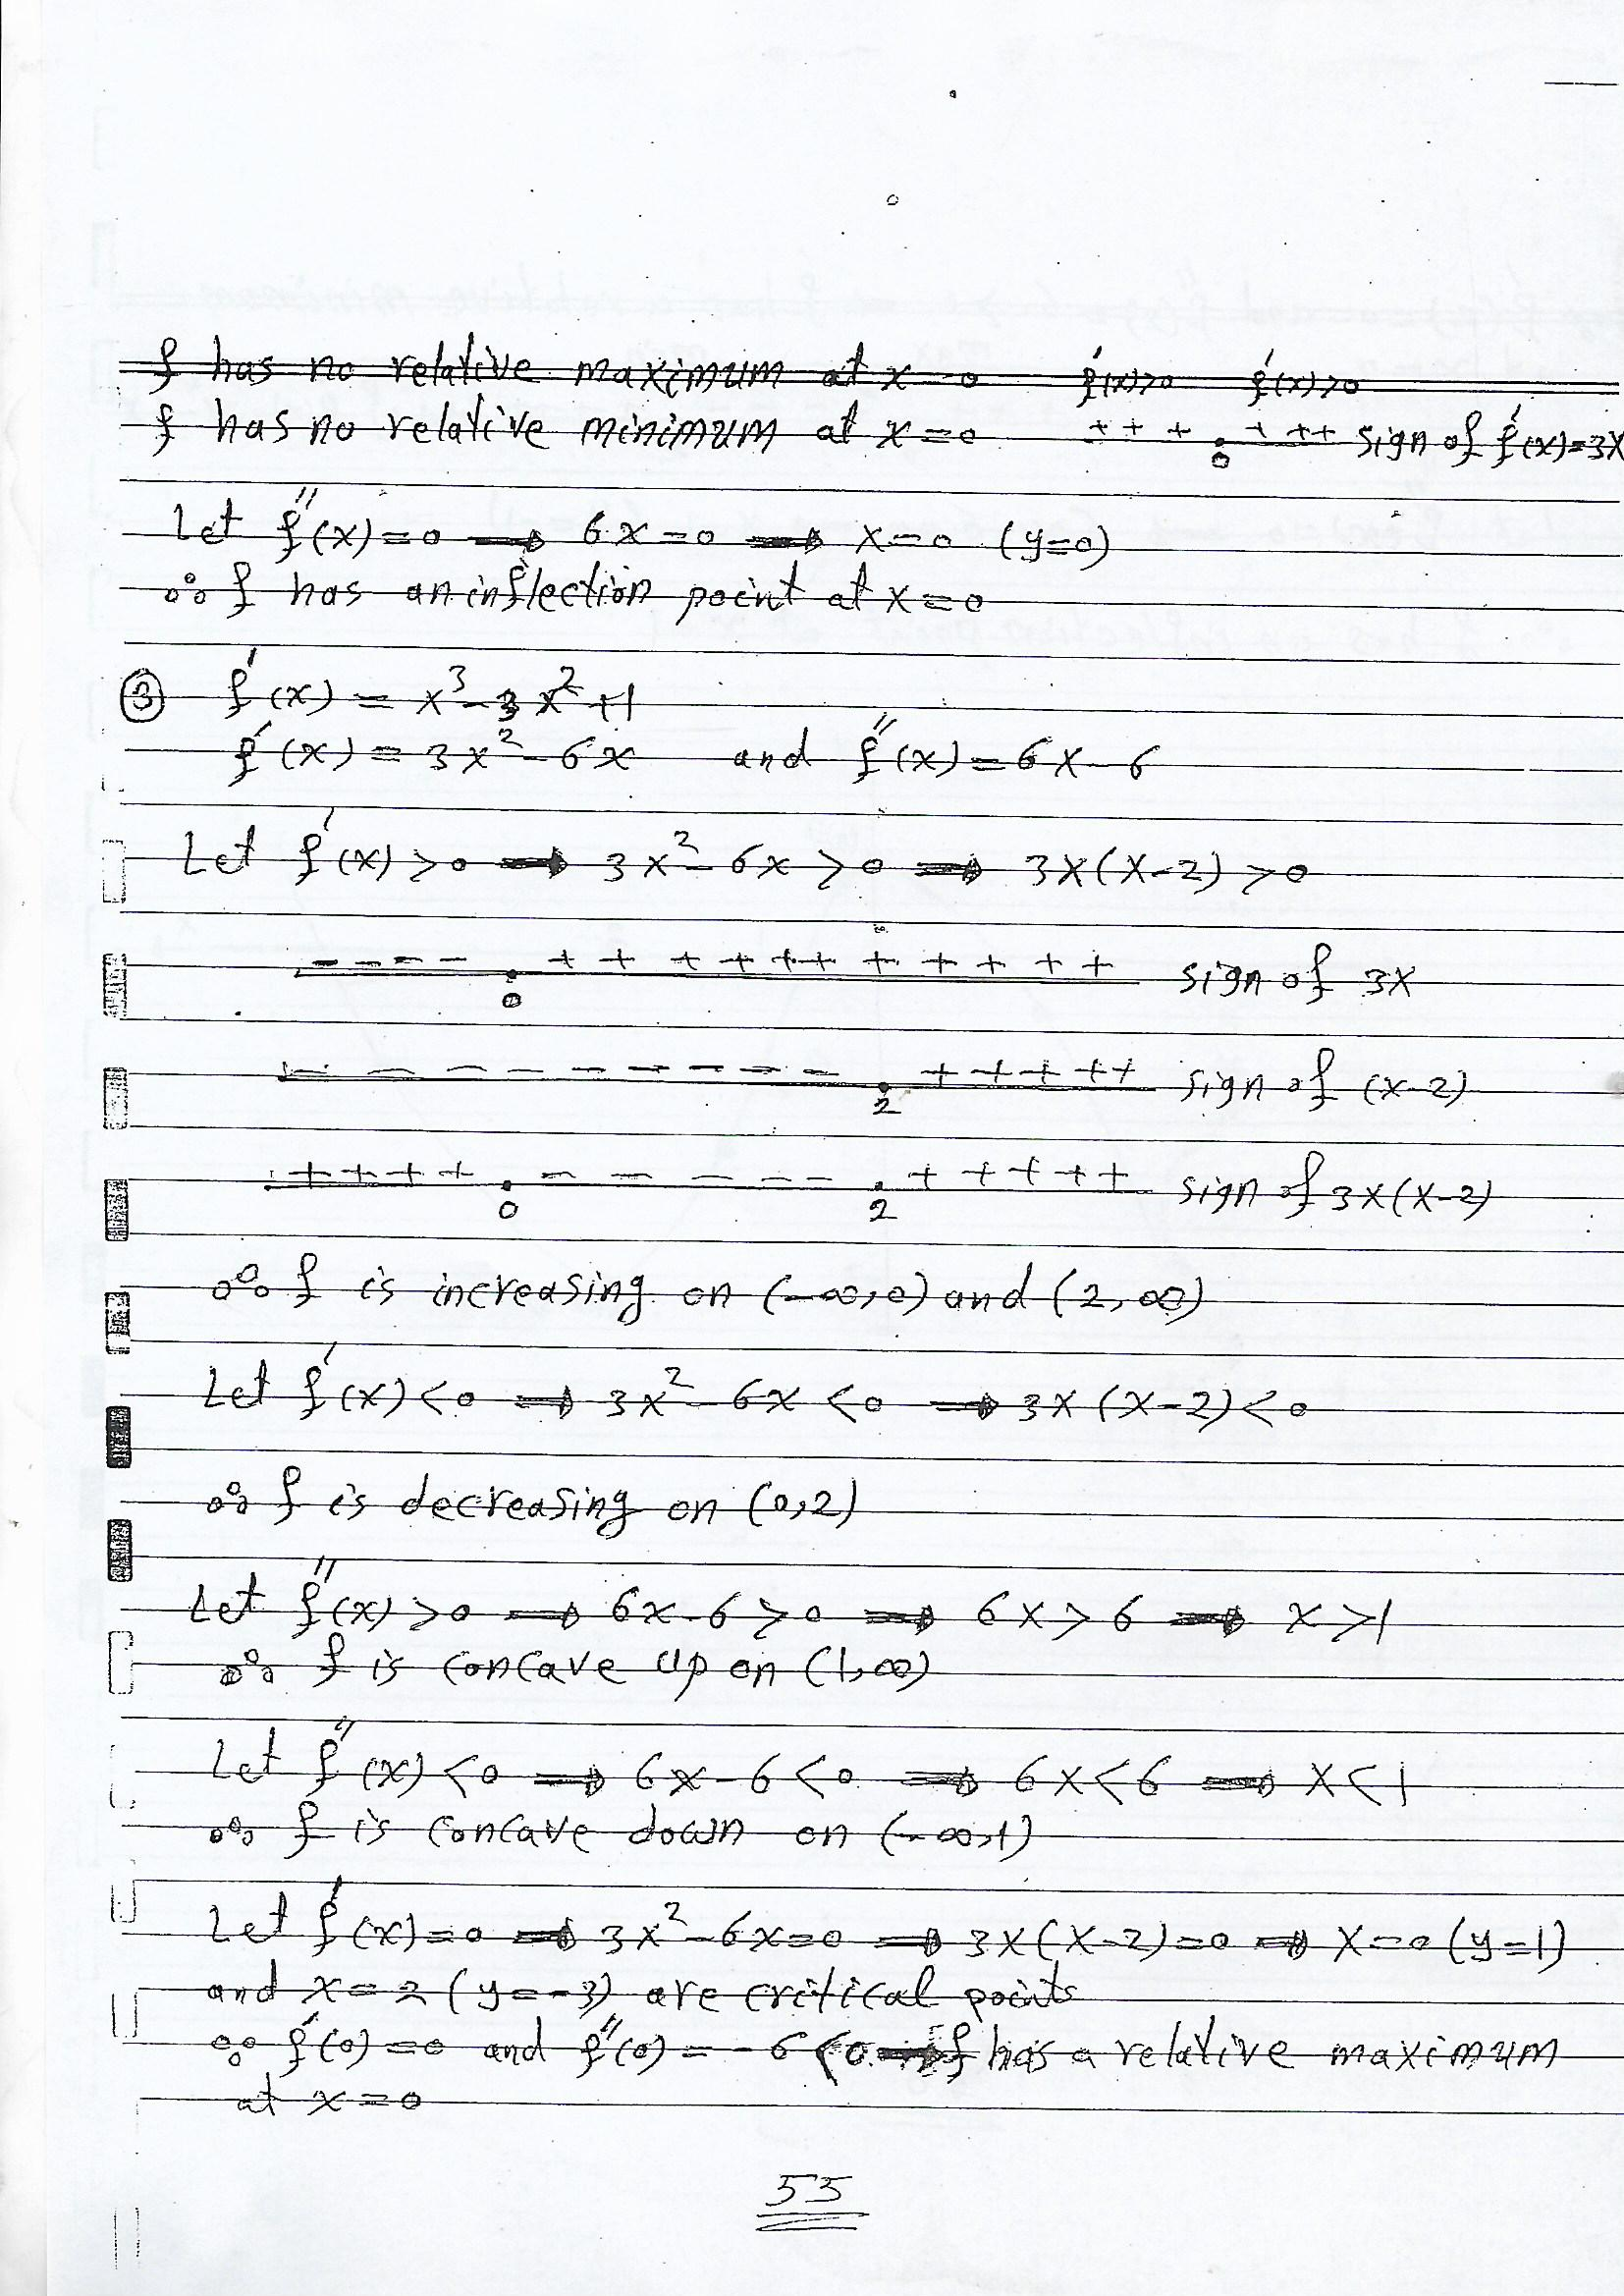 f has no relative maximum at x=0 f′(x)>0 f′(x)>0
f has no relative minimum at x=0 +++ . +++ sign of f′(x)=3x
0
Let f″(x)=0 ⟹ 6x=0 ⟹ x=0 (y=0)
∴ f has an inflection point at x=0
③ f′(x) = x³-3x²+1
f′(x) = 3x²-6x and f″(x)=6x-6
Let f′(x)>0 ⟹ 3x²-6x>0 ⟹ 3x(x-2)>0
---- . +++++++++++ sign of 3x
0
--------- . +++++ sign of (x-2)
2
++++ . ----- . +++++ sign of 3x(x-2)
0 2
∴ f is increasing on (-∞,0) and (2,∞)
Let f′(x)<0 ⟹ 3x²-6x<0 ⟹ 3x(x-2)<0
∴ f is decreasing on (0,2)
Let f″(x)>0 ⟹ 6x-6>0 ⟹ 6x>6 ⟹ x>1
∴ f is concave up on (1,∞)
Let f″(x)<0 ⟹ 6x-6<0 ⟹ 6x<6 ⟹ x<1
∴ f is concave down on (-∞,1)
Let f′(x)=0 ⟹ 3x²-6x=0 ⟹ 3x(x-2)=0 ⟹ x=0 (y=1)
and x=2 (y=-3) are critical points
∵ f′(0)=0 and f″(0)=-6<0 ⟹ f has a relative maximum
at x=0
55